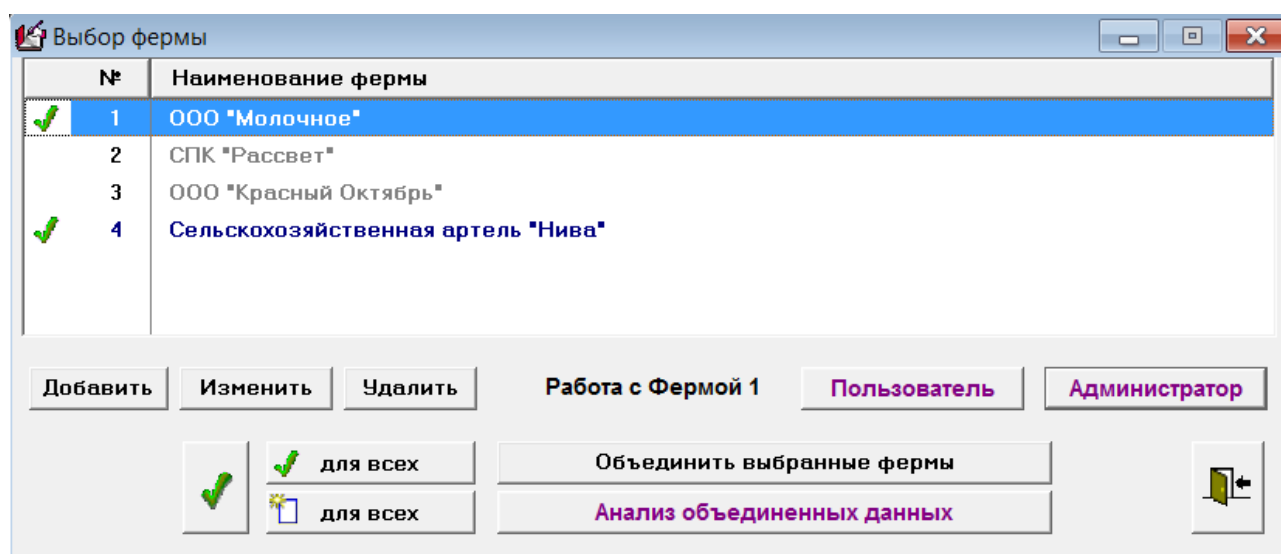 Выбор фермы
№ Наименование фермы
1 ООО "Молочное"
2 СПК "Рассвет"
3 ООО "Красный Октябрь"
4 Сельскохозяйственная артель "Нива"
Добавить Изменить Удалить Работа с Фермой 1 Пользователь Администратор
для всех Объединить выбранные фермы
для всех Анализ объединенных данных